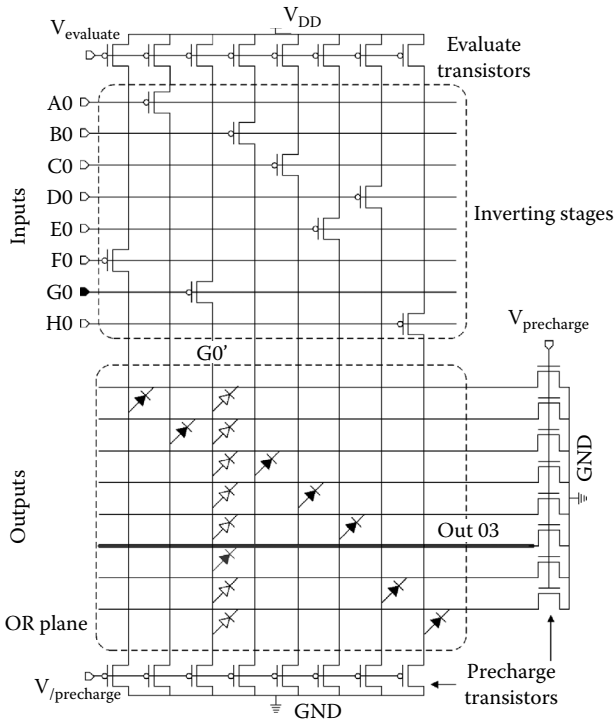 V_evaluate
V_DD
Evaluate
transistors
Inputs
A0
B0
C0
D0
E0
F0
G0
H0
Inverting stages
V_precharge
G0’
GND
Outputs
Out 03
OR plane
V_/precharge
GND
Precharge
transistors